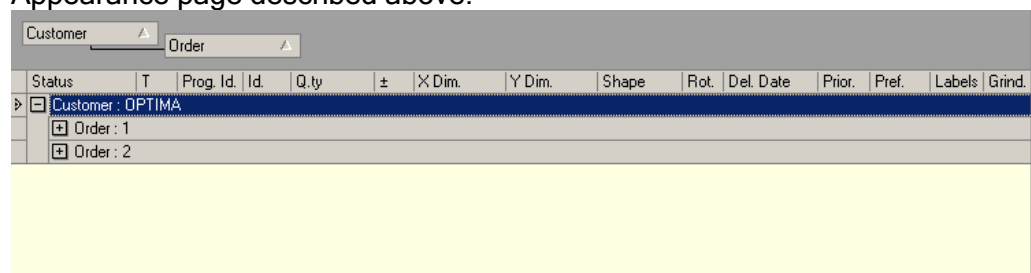 Appearance page described above.
Customer
Order
Status T Prog. Id. Id. Q.ty ± X Dim. Y Dim. Shape Rot. Del. Date Prior. Pref. Labels Grind.
Customer : OPTIMA
Order : 1
Order : 2